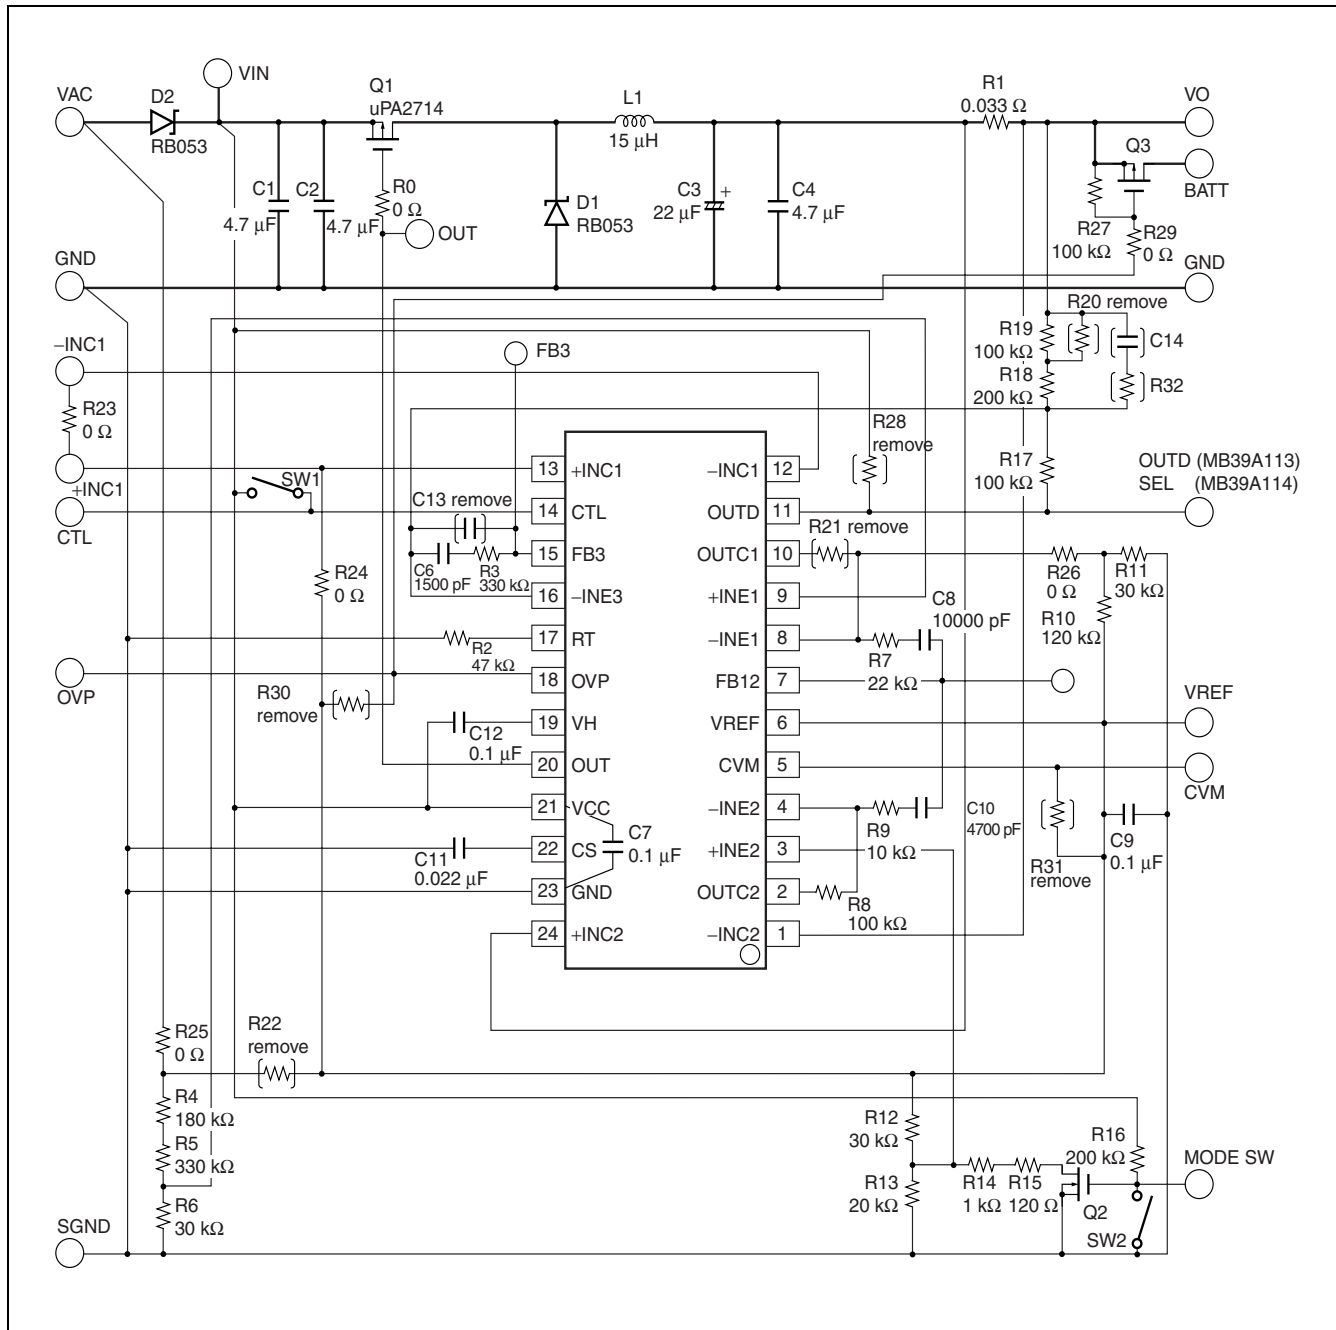 VIN
VAC
D2
RB053
Q1
uPA2714
L1
15 µH
R1
0.033 Ω
VO
Q3
BATT
C1
4.7 µF
C2
4.7 µF
R0
0 Ω
OUT
D1
RB053
C3
22 µF
+
C4
4.7 µF
R27
100 kΩ
R29
0 Ω
GND
GND
R20 remove
R19
100 kΩ
C14
R18
200 kΩ
R32
–INC1
FB3
R23
0 Ω
R28
remove
+INC1
SW1
CTL
R17
100 kΩ
OUTD (MB39A113)
SEL (MB39A114)
13 +INC1
–INC1 12
14 CTL
OUTD 11
C13 remove
R21 remove
15 FB3
OUTC1 10
C6
1500 pF
R3
330 kΩ
R24
0 Ω
R26
0 Ω
R11
30 kΩ
16 –INE3
+INE1 9
C8
10000 pF
R10
120 kΩ
17 RT
–INE1 8
R2
47 kΩ
R7
22 kΩ
OVP
18 OVP
FB12 7
R30
remove
VREF
19 VH
VREF 6
C12
0.1 µF
20 OUT
CVM 5
CVM
21 VCC
–INE2 4
C7
0.1 µF
R9
10 kΩ
C10
4700 pF
C9
0.1 µF
22 CS
+INE2 3
C11
0.022 µF
R31
remove
23 GND
OUTC2 2
R8
100 kΩ
24 +INC2
–INC2 1
R25
0 Ω
R22
remove
R4
180 kΩ
R5
330 kΩ
R6
30 kΩ
R12
30 kΩ
R13
20 kΩ
R14
1 kΩ
R15
120 Ω
R16
200 kΩ
MODE SW
Q2
SW2
SGND